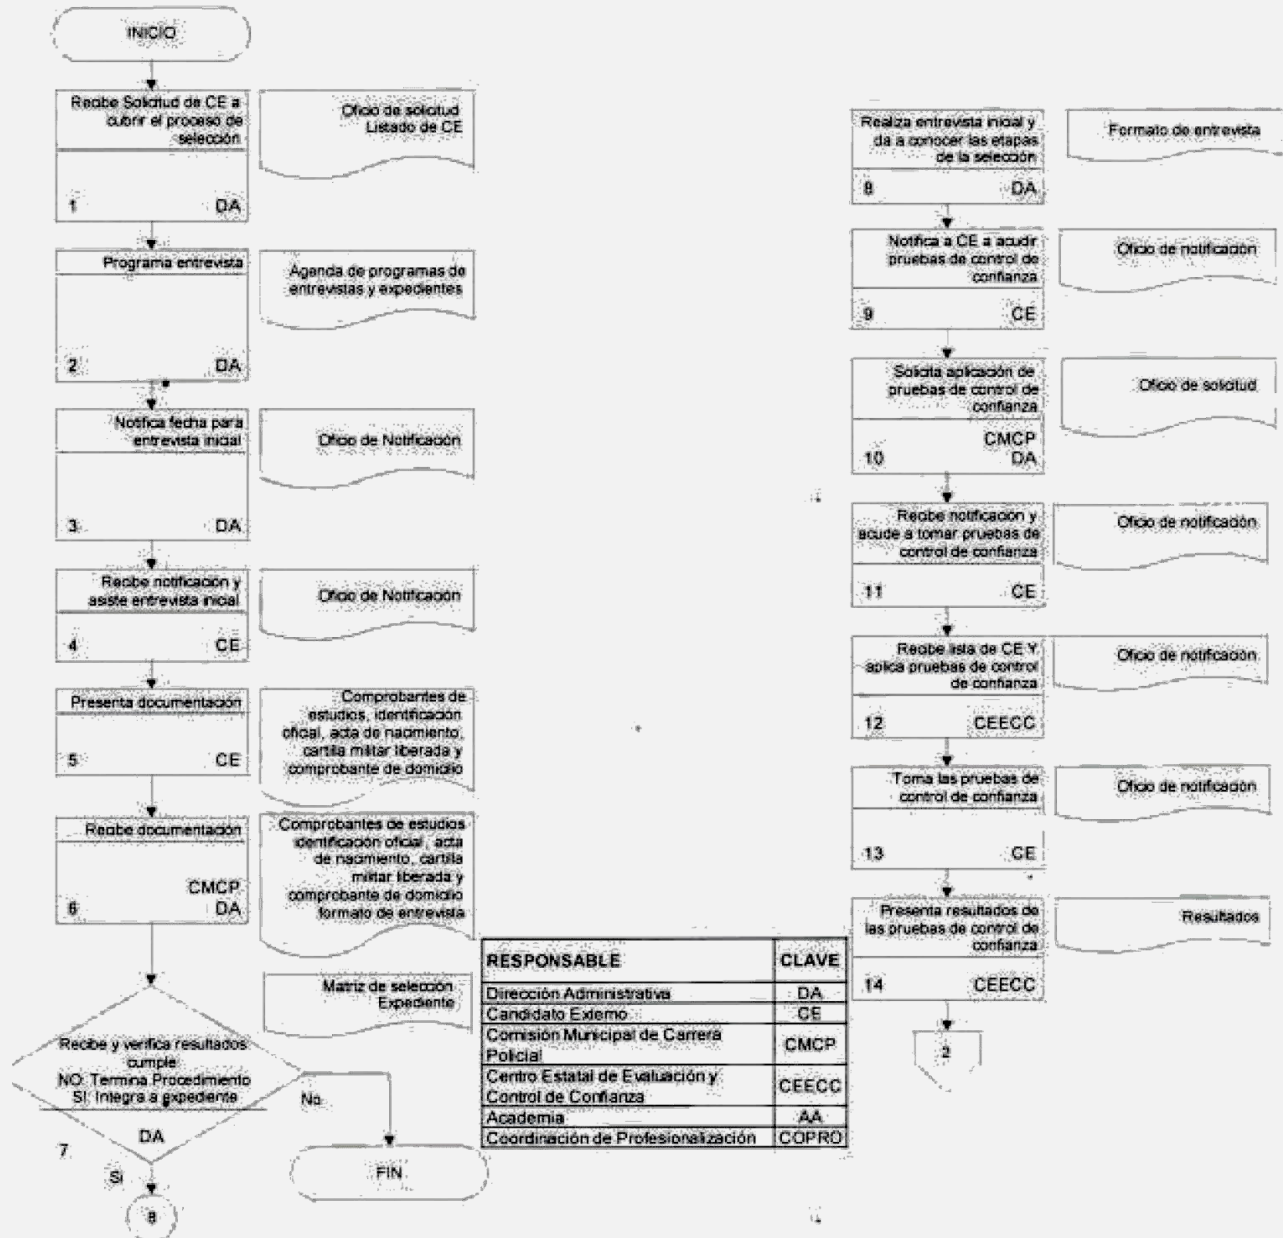 INICIO
Recibe Solicitud de CE a
cubrir el proceso de
selección
1 DA
Oficio de solicitud
Listado de CE
Programa entrevista
2 DA
Agenda de programas de
entrevistas y expedientes
Notifica fecha para
entrevista inicial
3 DA
Oficio de Notificación
Recibe notificación y
asiste entrevista inicial
4 CE
Oficio de Notificación
Presenta documentación
5 CE
Comprobantes de
estudios, identificación
oficial, acta de nacimiento,
cartilla militar liberada y
comprobante de domicilio
Recibe documentación
CMCP
6 DA
Comprobantes de estudios
identificación oficial, acta
de nacimiento, cartilla
militar liberada y
comprobante de domicilio
formato de entrevista
Matriz de selección
Expediente
Recibe y verifica resultados
cumple
NO: Termina Procedimiento
SI: Integra a expediente
DA
7
No
Si
FIN
8
RESPONSABLE CLAVE
Dirección Administrativa DA
Candidato Externo CE
Comisión Municipal de Carrera
Policial CMCP
Centro Estatal de Evaluación y
Control de Confianza CEECC
Academia AA
Coordinación de Profesionalización COPRO
Realiza entrevista inicial y
da a conocer las etapas
de la selección
8 DA
Formato de entrevista
Notifica a CE a acudir
pruebas de control de
confianza
9 CE
Oficio de notificación
Solicita aplicación de
pruebas de control de
confianza
CMCP
10 DA
Oficio de solicitud
Recibe notificación y
acude a tomar pruebas de
control de confianza
11 CE
Oficio de notificación
Recibe lista de CE Y
aplica pruebas de control
de confianza
12 CEECC
Oficio de notificación
Toma las pruebas de
control de confianza
13 CE
Oficio de notificación
Presenta resultados de
las pruebas de control de
confianza
14 CEECC
Resultados
2